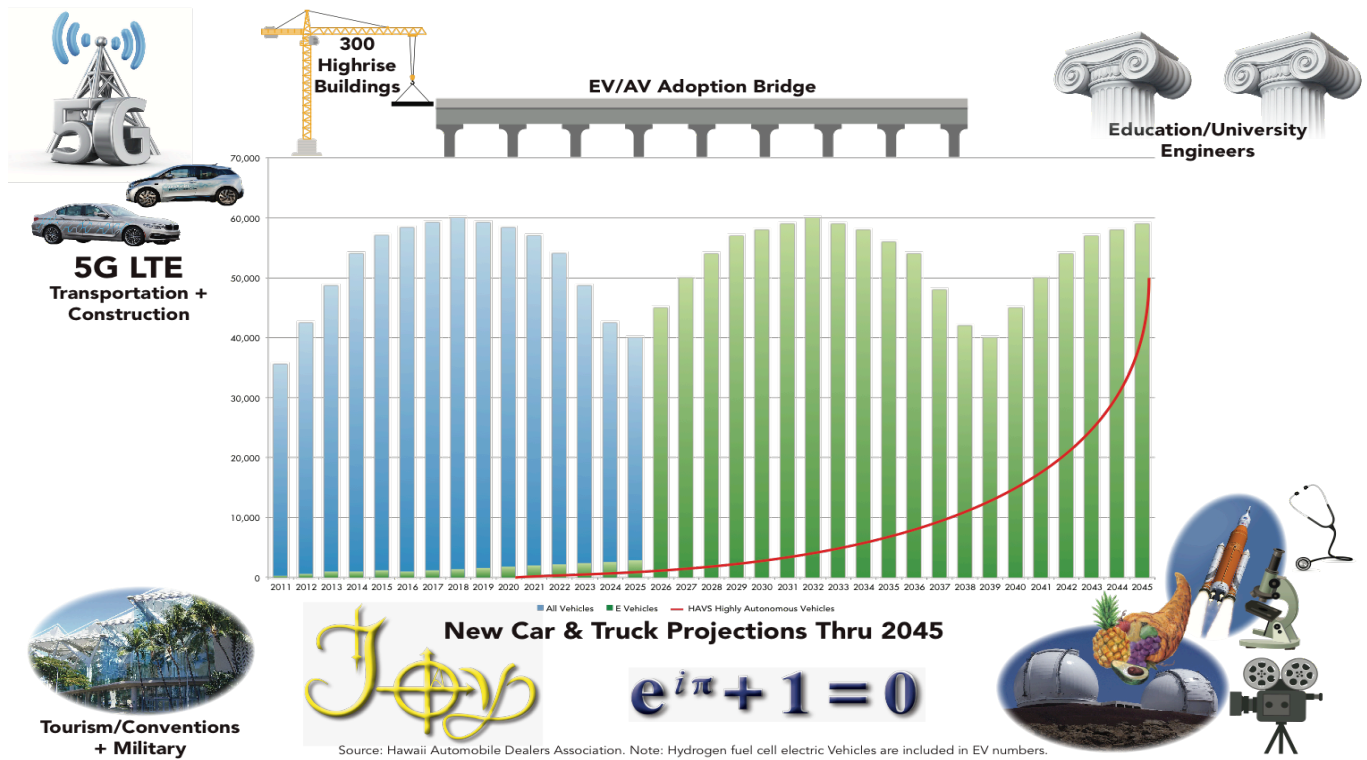 300
Highrise
Buildings
EV/AV Adoption Bridge
Education/University
Engineers
5G
5G LTE
Transportation +
Construction
70,000
60,000
50,000
40,000
30,000
20,000
10,000
0
2011 2012 2013 2014 2015 2016 2017 2018 2019 2020 2021 2022 2023 2024 2025 2026 2027 2028 2029 2030 2031 2032 2033 2034 2035 2036 2037 2038 2039 2040 2041 2042 2043 2044 2045
All Vehicles E Vehicles HAVS Highly Autonomous Vehicles
New Car & Truck Projections Thru 2045
Joy
e^iπ + 1 = 0
Tourism/Conventions
+ Military
Source: Hawaii Automobile Dealers Association. Note: Hydrogen fuel cell electric Vehicles are included in EV numbers.